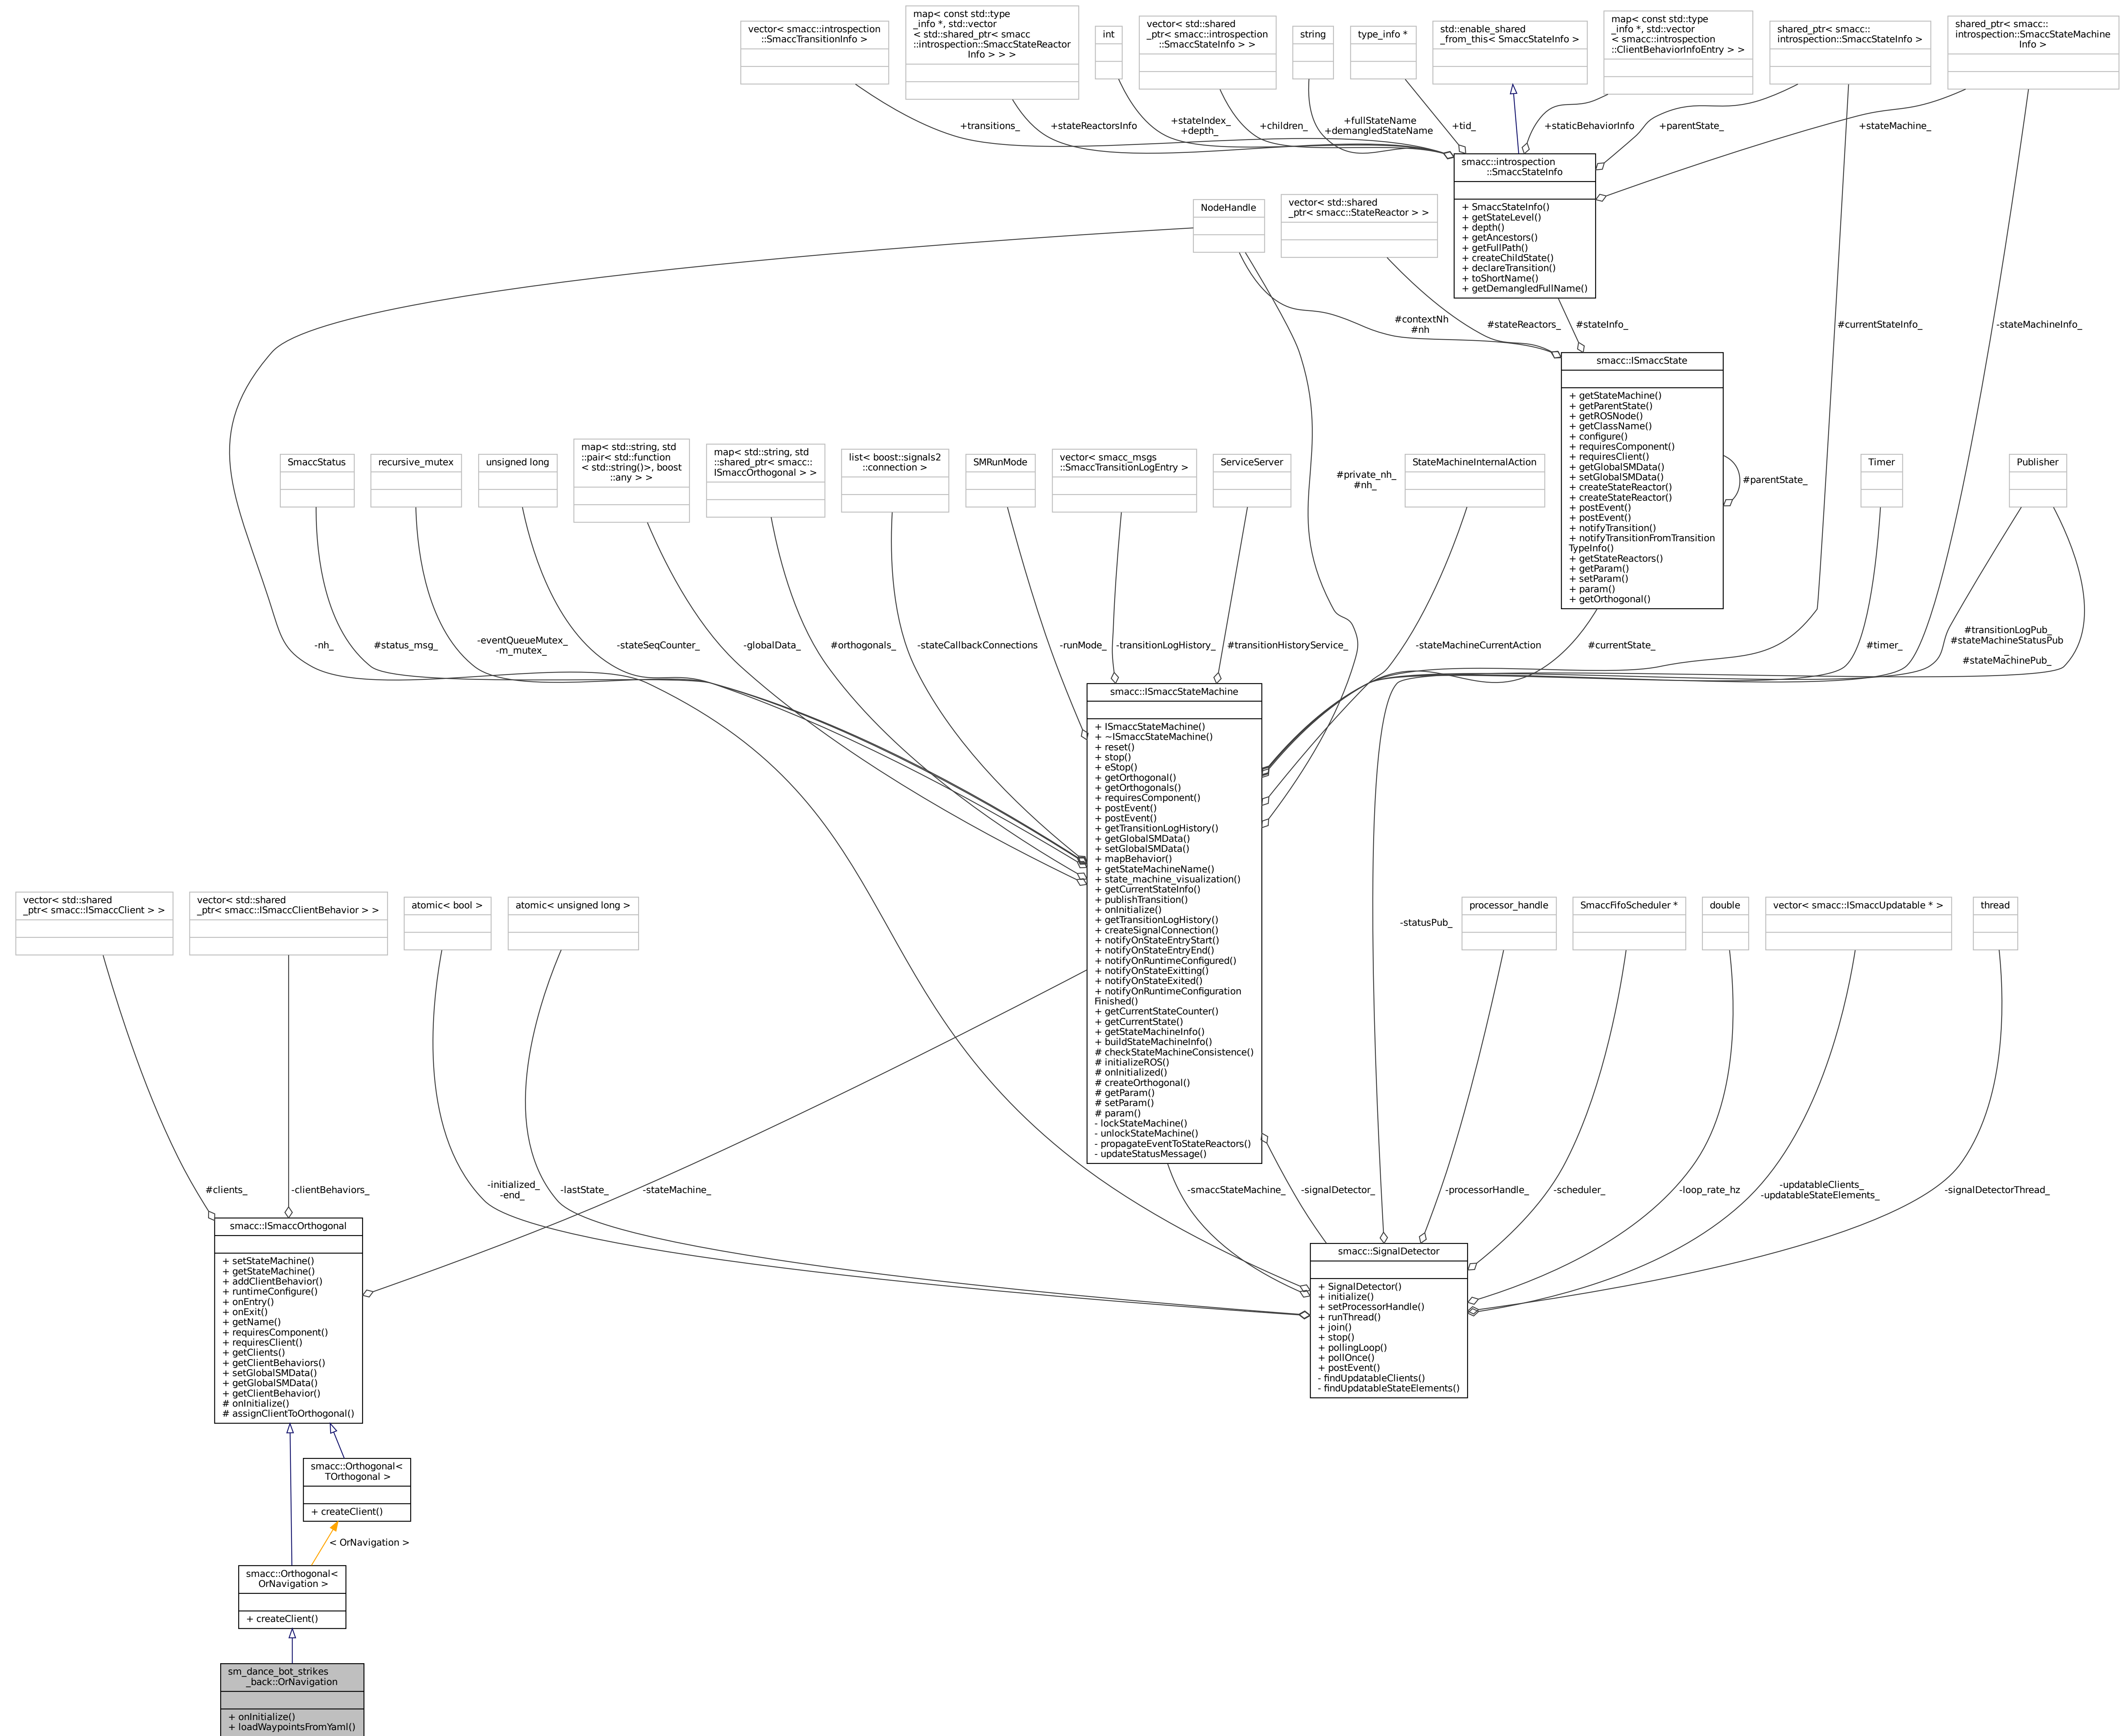 vector< smacc::introspection
::SmaccTransitionInfo >
map< const std::type
_info *, std::vector
< std::shared_ptr< smacc
::introspection::SmaccStateReactor
Info > > >
int
vector< std::shared
_ptr< smacc::introspection
::SmaccStateInfo > >
string
type_info *
std::enable_shared
_from_this< SmaccStateInfo >
map< const std::type
_info *, std::vector
< smacc::introspection
::ClientBehaviorInfoEntry > >
shared_ptr< smacc::
introspection::SmaccStateInfo >
shared_ptr< smacc::
introspection::SmaccStateMachine
Info >
+transitions_
+stateReactorsInfo
+stateIndex_
+depth_
+children_
+fullStateName
+demangledStateName
+tid_
+staticBehaviorInfo
+parentState_
+stateMachine_
smacc::introspection
::SmaccStateInfo
+ SmaccStateInfo()
+ getStateLevel()
+ depth()
+ getAncestors()
+ getFullPath()
+ createChildState()
+ declareTransition()
+ toShortName()
+ getDemangledFullName()
NodeHandle
vector< std::shared
_ptr< smacc::StateReactor > >
#contextNh
#nh
#stateReactors_
#stateInfo_
#currentStateInfo_
-stateMachineInfo_
smacc::ISmaccState
+ getStateMachine()
+ getParentState()
+ getROSNode()
+ getClassName()
+ configure()
+ requiresComponent()
+ requiresClient()
+ getGlobalSMData()
+ setGlobalSMData()
+ createStateReactor()
+ createStateReactor()
+ postEvent()
+ postEvent()
+ notifyTransition()
+ notifyTransitionFromTransition
TypeInfo()
+ getStateReactors()
+ getParam()
+ setParam()
+ param()
+ getOrthogonal()
#parentState_
SmaccStatus
recursive_mutex
unsigned long
map< std::string, std
::pair< std::function
< std::string()>, boost
::any > >
map< std::string, std
::shared_ptr< smacc::
ISmaccOrthogonal > >
list< boost::signals2
::connection >
SMRunMode
vector< smacc_msgs
::SmaccTransitionLogEntry >
ServiceServer
#private_nh_
#nh_
StateMachineInternalAction
Timer
Publisher
-nh_
#status_msg_
-eventQueueMutex_
-m_mutex_
-stateSeqCounter_
-globalData_
#orthogonals_
-stateCallbackConnections
-runMode_
-transitionLogHistory_
#transitionHistoryService_
-stateMachineCurrentAction
#currentState_
#timer_
#transitionLogPub_
#stateMachineStatusPub
_
#stateMachinePub_
smacc::ISmaccStateMachine
+ ISmaccStateMachine()
+ ~ISmaccStateMachine()
+ reset()
+ stop()
+ eStop()
+ getOrthogonal()
+ getOrthogonals()
+ requiresComponent()
+ postEvent()
+ postEvent()
+ getTransitionLogHistory()
+ getGlobalSMData()
+ setGlobalSMData()
+ mapBehavior()
+ getStateMachineName()
+ state_machine_visualization()
+ getCurrentStateInfo()
+ publishTransition()
+ onInitialize()
+ getTransitionLogHistory()
+ createSignalConnection()
+ notifyOnStateEntryStart()
+ notifyOnStateEntryEnd()
+ notifyOnRuntimeConfigured()
+ notifyOnStateExitting()
+ notifyOnStateExited()
+ notifyOnRuntimeConfiguration
Finished()
+ getCurrentStateCounter()
+ getCurrentState()
+ getStateMachineInfo()
+ buildStateMachineInfo()
# checkStateMachineConsistence()
# initializeROS()
# onInitialized()
# createOrthogonal()
# getParam()
# setParam()
# param()
- lockStateMachine()
- unlockStateMachine()
- propagateEventToStateReactors()
- updateStatusMessage()
vector< std::shared
_ptr< smacc::ISmaccClient > >
vector< std::shared
_ptr< smacc::ISmaccClientBehavior > >
atomic< bool >
atomic< unsigned long >
-statusPub_
processor_handle
SmaccFifoScheduler *
double
vector< smacc::ISmaccUpdatable * >
thread
#clients_
-clientBehaviors_
-initialized_
-end_
-lastState_
-stateMachine_
-smaccStateMachine_
-signalDetector_
-processorHandle_
-scheduler_
-loop_rate_hz
-updatableClients_
-updatableStateElements_
-signalDetectorThread_
smacc::ISmaccOrthogonal
+ setStateMachine()
+ getStateMachine()
+ addClientBehavior()
+ runtimeConfigure()
+ onEntry()
+ onExit()
+ getName()
+ requiresComponent()
+ requiresClient()
+ getClients()
+ getClientBehaviors()
+ setGlobalSMData()
+ getGlobalSMData()
+ getClientBehavior()
# onInitialize()
# assignClientToOrthogonal()
smacc::SignalDetector
+ SignalDetector()
+ initialize()
+ setProcessorHandle()
+ runThread()
+ join()
+ stop()
+ pollingLoop()
+ pollOnce()
+ postEvent()
- findUpdatableClients()
- findUpdatableStateElements()
smacc::Orthogonal<
TOrthogonal >
+ createClient()
< OrNavigation >
smacc::Orthogonal<
OrNavigation >
+ createClient()
sm_dance_bot_strikes
_back::OrNavigation
+ onInitialize()
+ loadWaypointsFromYaml()